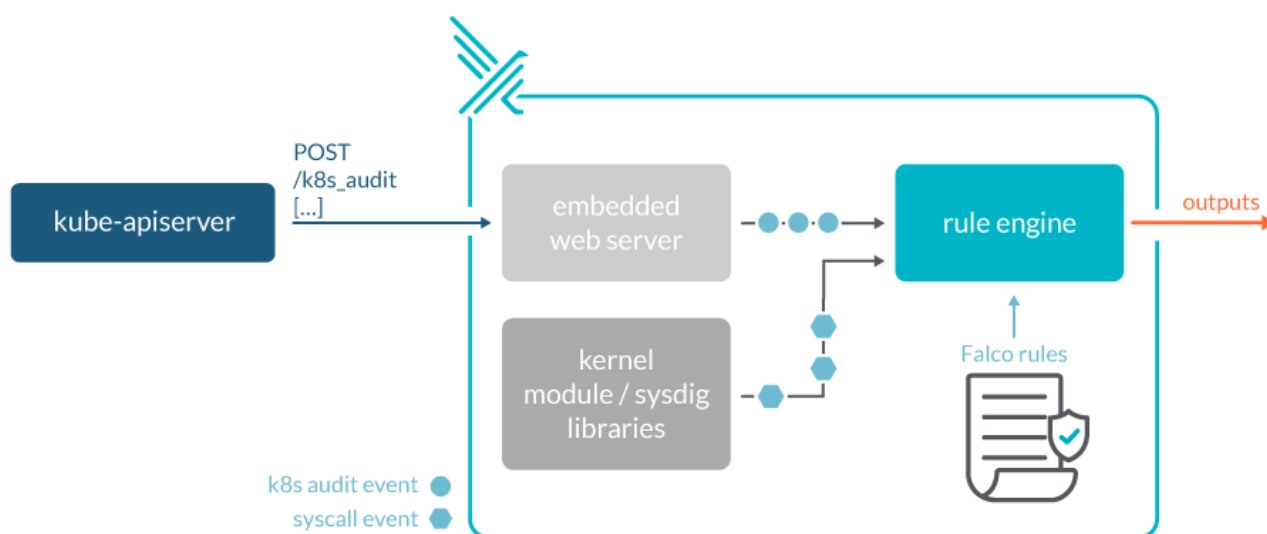 POST
/k8s_audit
[...]
kube-apiserver
embedded
web server
rule engine
outputs
kernel
module / sysdig
libraries
Falco rules
k8s audit event
syscall event